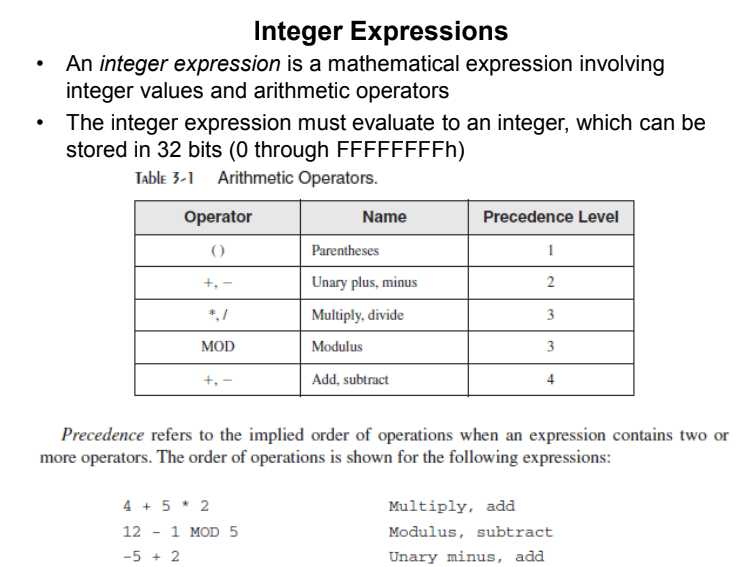 Integer Expressions
• An integer expression is a mathematical expression involving
integer values and arithmetic operators
• The integer expression must evaluate to an integer, which can be
stored in 32 bits (0 through FFFFFFFFh)
TABLE 3-1 Arithmetic Operators.
Operator Name Precedence Level
( ) Parentheses 1
+, – Unary plus, minus 2
*, / Multiply, divide 3
MOD Modulus 3
+, – Add, subtract 4
Precedence refers to the implied order of operations when an expression contains two or
more operators. The order of operations is shown for the following expressions:
4 + 5 * 2 Multiply, add
12 - 1 MOD 5 Modulus, subtract
-5 + 2 Unary minus, add